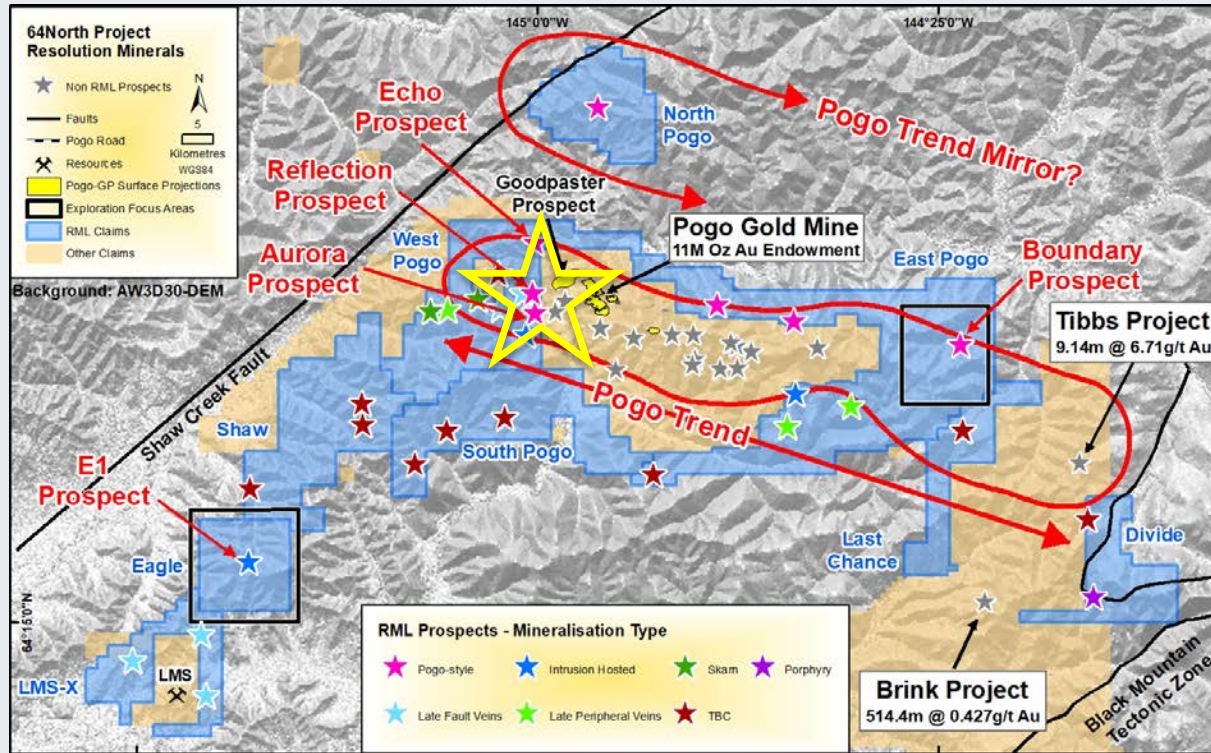 64North Project
Resolution Minerals
Non RML Prospects
Faults
Pogo Road
Resources
Pogo-GP Surface Projections
Exploration Focus Areas
RML Claims
Other Claims
N
5
Kilometres
WGS84
Background: AW3D30-DEM
145°0'0"W
144°25'0"W
64°15'0"N
Echo
Prospect
Reflection
Prospect
Aurora
Prospect
Goodpaster
Prospect
North
Pogo
Pogo Trend Mirror?
Pogo Gold Mine
11M Oz Au Endowment
West
Pogo
East Pogo
Boundary
Prospect
Tibbs Project
9.14m @ 6.71g/t Au
Shaw Creek Fault
Pogo Trend
Shaw
South Pogo
E1
Prospect
Eagle
Last
Chance
Divide
LMS-X
LMS
Brink Project
514.4m @ 0.427g/t Au
Black Mountain
Tectonic Zone
RML Prospects - Mineralisation Type
Pogo-style
Intrusion Hosted
Skarn
Porphyry
Late Fault Veins
Late Peripheral Veins
TBC